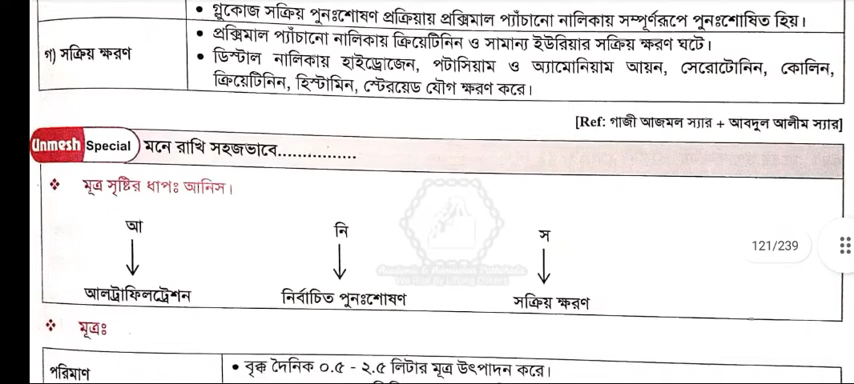 • গ্লুকোজ সক্রিয় পুনঃশোষণ প্রক্রিয়ায় প্রক্সিমাল প্যাঁচানো নালিকায় সম্পূর্ণরূপে পুনঃশোষিত হিয়।
গ) সক্রিয় ক্ষরণ
• প্রক্সিমাল প্যাঁচানো নালিকায় ক্রিয়েটিনিন ও সামান্য ইউরিয়ার সক্রিয় ক্ষরণ ঘটে।
• ডিস্টাল নালিকায় হাইড্রোজেন, পটাসিয়াম ও অ্যামোনিয়াম আয়ন, সেরোটোনিন, কোলিন,
ক্রিয়েটিনিন, হিস্টামিন, স্টেরয়েড যৌগ ক্ষরণ করে।
[Ref: গাজী আজমল স্যার + আবদুল আলীম স্যার]
Unmesh Special মনে রাখি সহজভাবে................
❖ মূত্র সৃষ্টির ধাপঃ আনিস।
আ নি স
121/239
আলট্রাফিলট্রেশন নির্বাচিত পুনঃশোষণ সক্রিয় ক্ষরণ
❖ মূত্রঃ
পরিমাণ • বৃক্ক দৈনিক ০.৫ - ২.৫ লিটার মূত্র উৎপাদন করে।